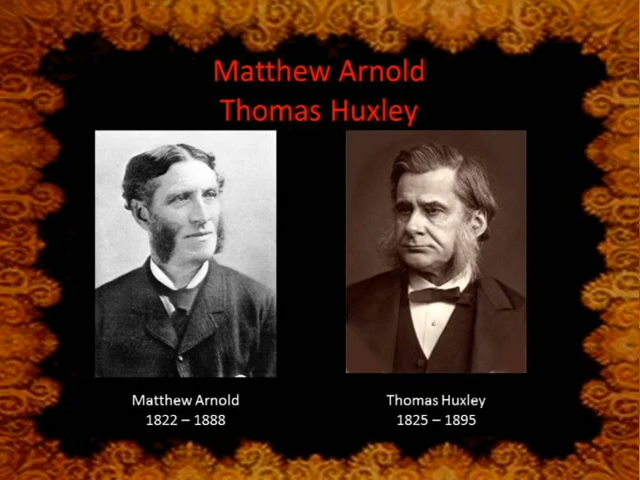 Matthew Arnold
Thomas Huxley
Matthew Arnold
1822 – 1888
Thomas Huxley
1825 – 1895